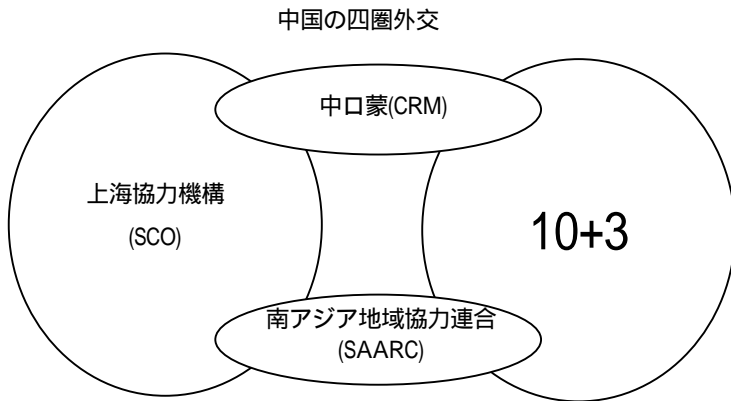 中国の四圏外交
中ロ蒙(CRM)
上海協力機構
(SCO)
10+3
南アジア地域協力連合
(SAARC)